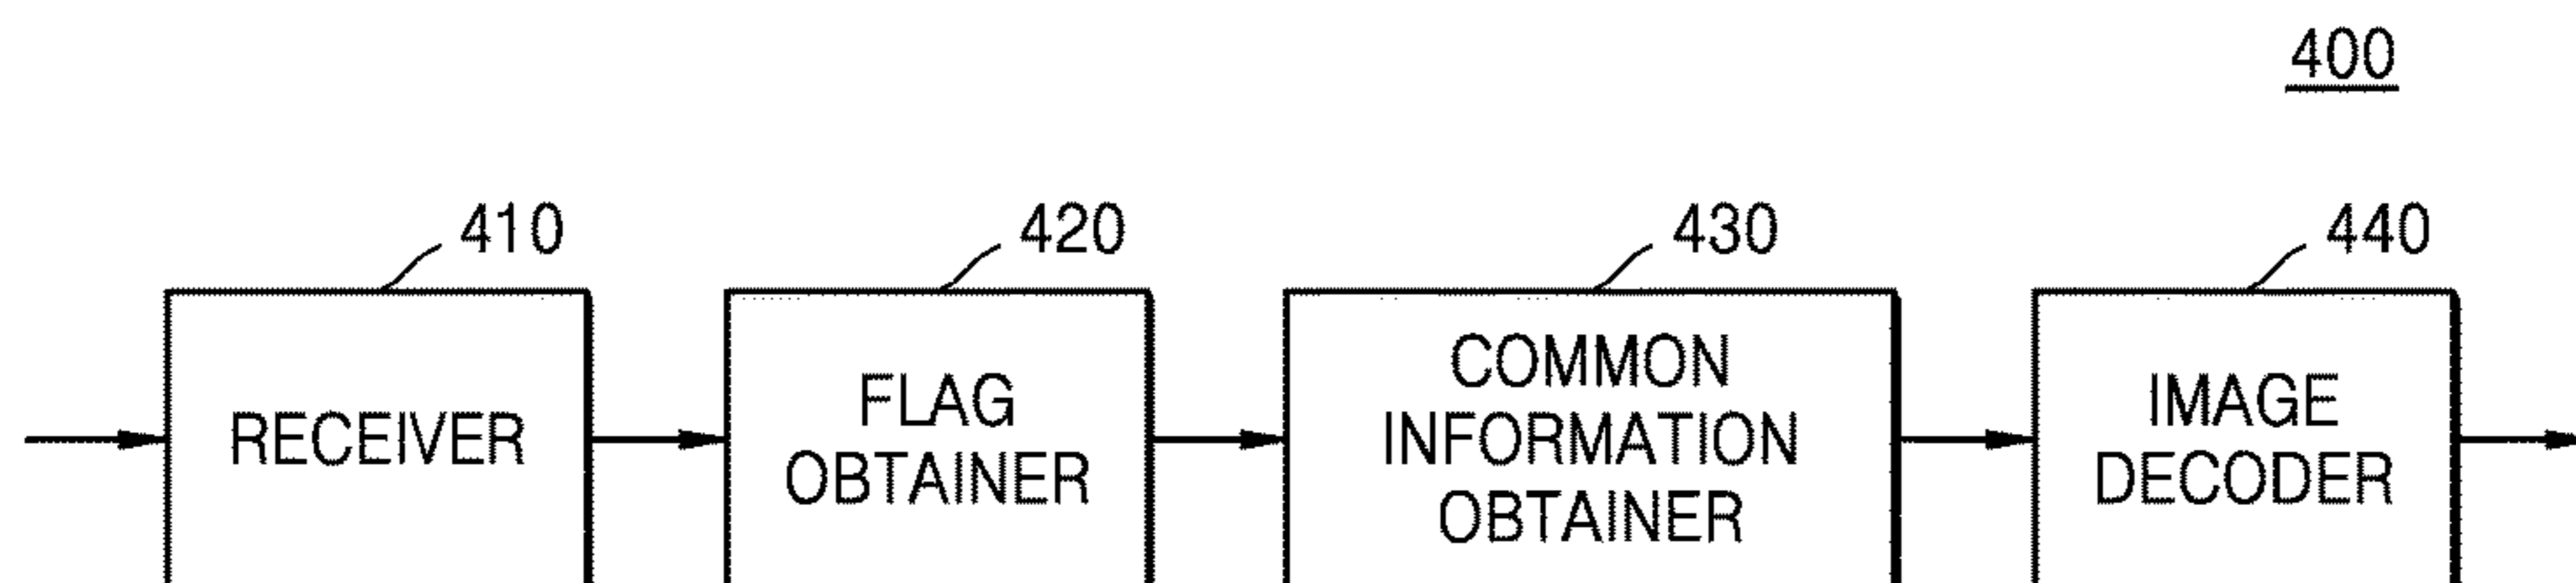 400
410
420
430
440
RECEIVER
FLAG
OBTAINER
COMMON
INFORMATION
OBTAINER
IMAGE
DECODER